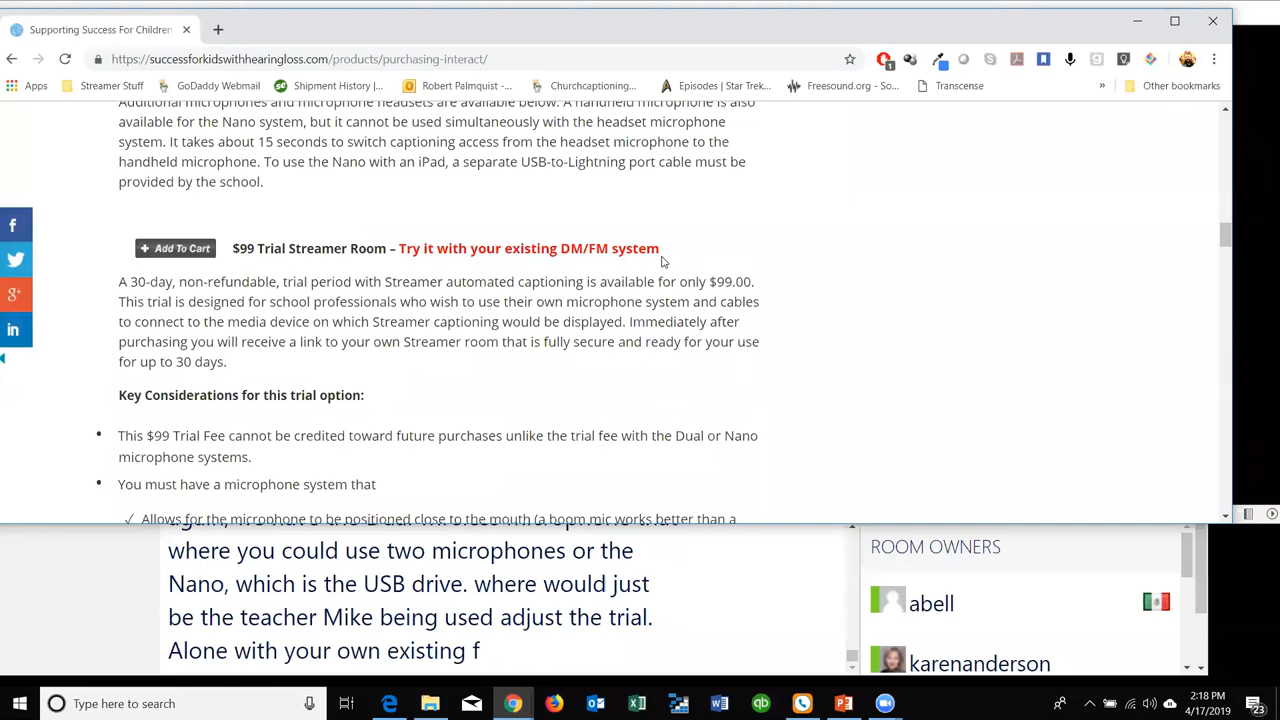 Supporting Success For Children
https://successforkidswithhearingloss.com/products/purchasing-interact/
Apps
Streamer Stuff
GoDaddy Webmail
Shipment History |...
Robert Palmquist -...
Churchcaptioning...
Episodes | Star Trek...
Freesound.org - So...
Transcense
»
Other bookmarks
Additional microphones and microphone headsets are available below. A handheld microphone is also
available for the Nano system, but it cannot be used simultaneously with the headset microphone
system. It takes about 15 seconds to switch captioning access from the headset microphone to the
handheld microphone. To use the Nano with an iPad, a separate USB-to-Lightning port cable must be
provided by the school.
+ Add To Cart $99 Trial Streamer Room – Try it with your existing DM/FM system
A 30-day, non-refundable, trial period with Streamer automated captioning is available for only $99.00.
This trial is designed for school professionals who wish to use their own microphone system and cables
to connect to the media device on which Streamer captioning would be displayed. Immediately after
purchasing you will receive a link to your own Streamer room that is fully secure and ready for your use
for up to 30 days.
Key Considerations for this trial option:
• This $99 Trial Fee cannot be credited toward future purchases unlike the trial fee with the Dual or Nano
microphone systems.
• You must have a microphone system that
✓ Allows for the microphone to be positioned close to the mouth (a boom mic works better than a
where you could use two microphones or the
Nano, which is the USB drive. where would just
be the teacher Mike being used adjust the trial.
Alone with your own existing f
ROOM OWNERS
abell
karenanderson
Type here to search
2:18 PM
4/17/2019
23